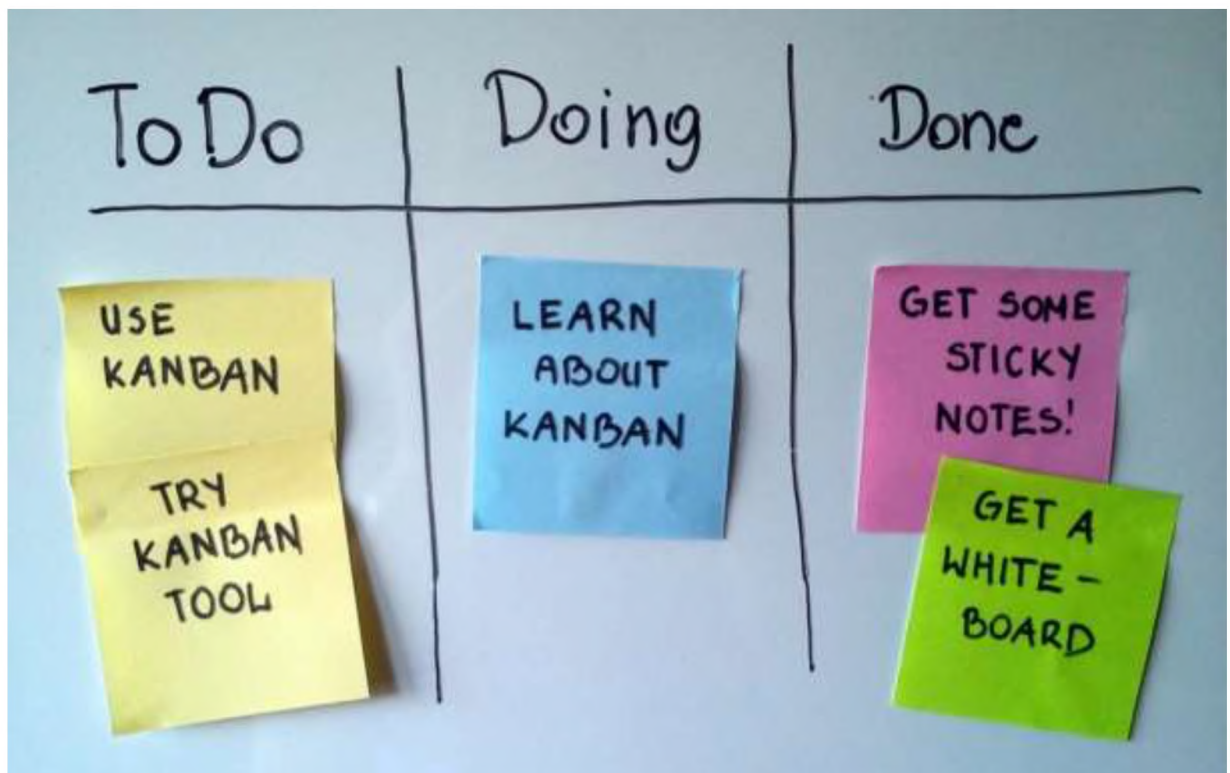 To Do
Doing
Done
USE
KANBAN
TRY
KANBAN
TOOL
LEARN
ABOUT
KANBAN
GET SOME
STICKY
NOTES!
GET A
WHITE-
BOARD